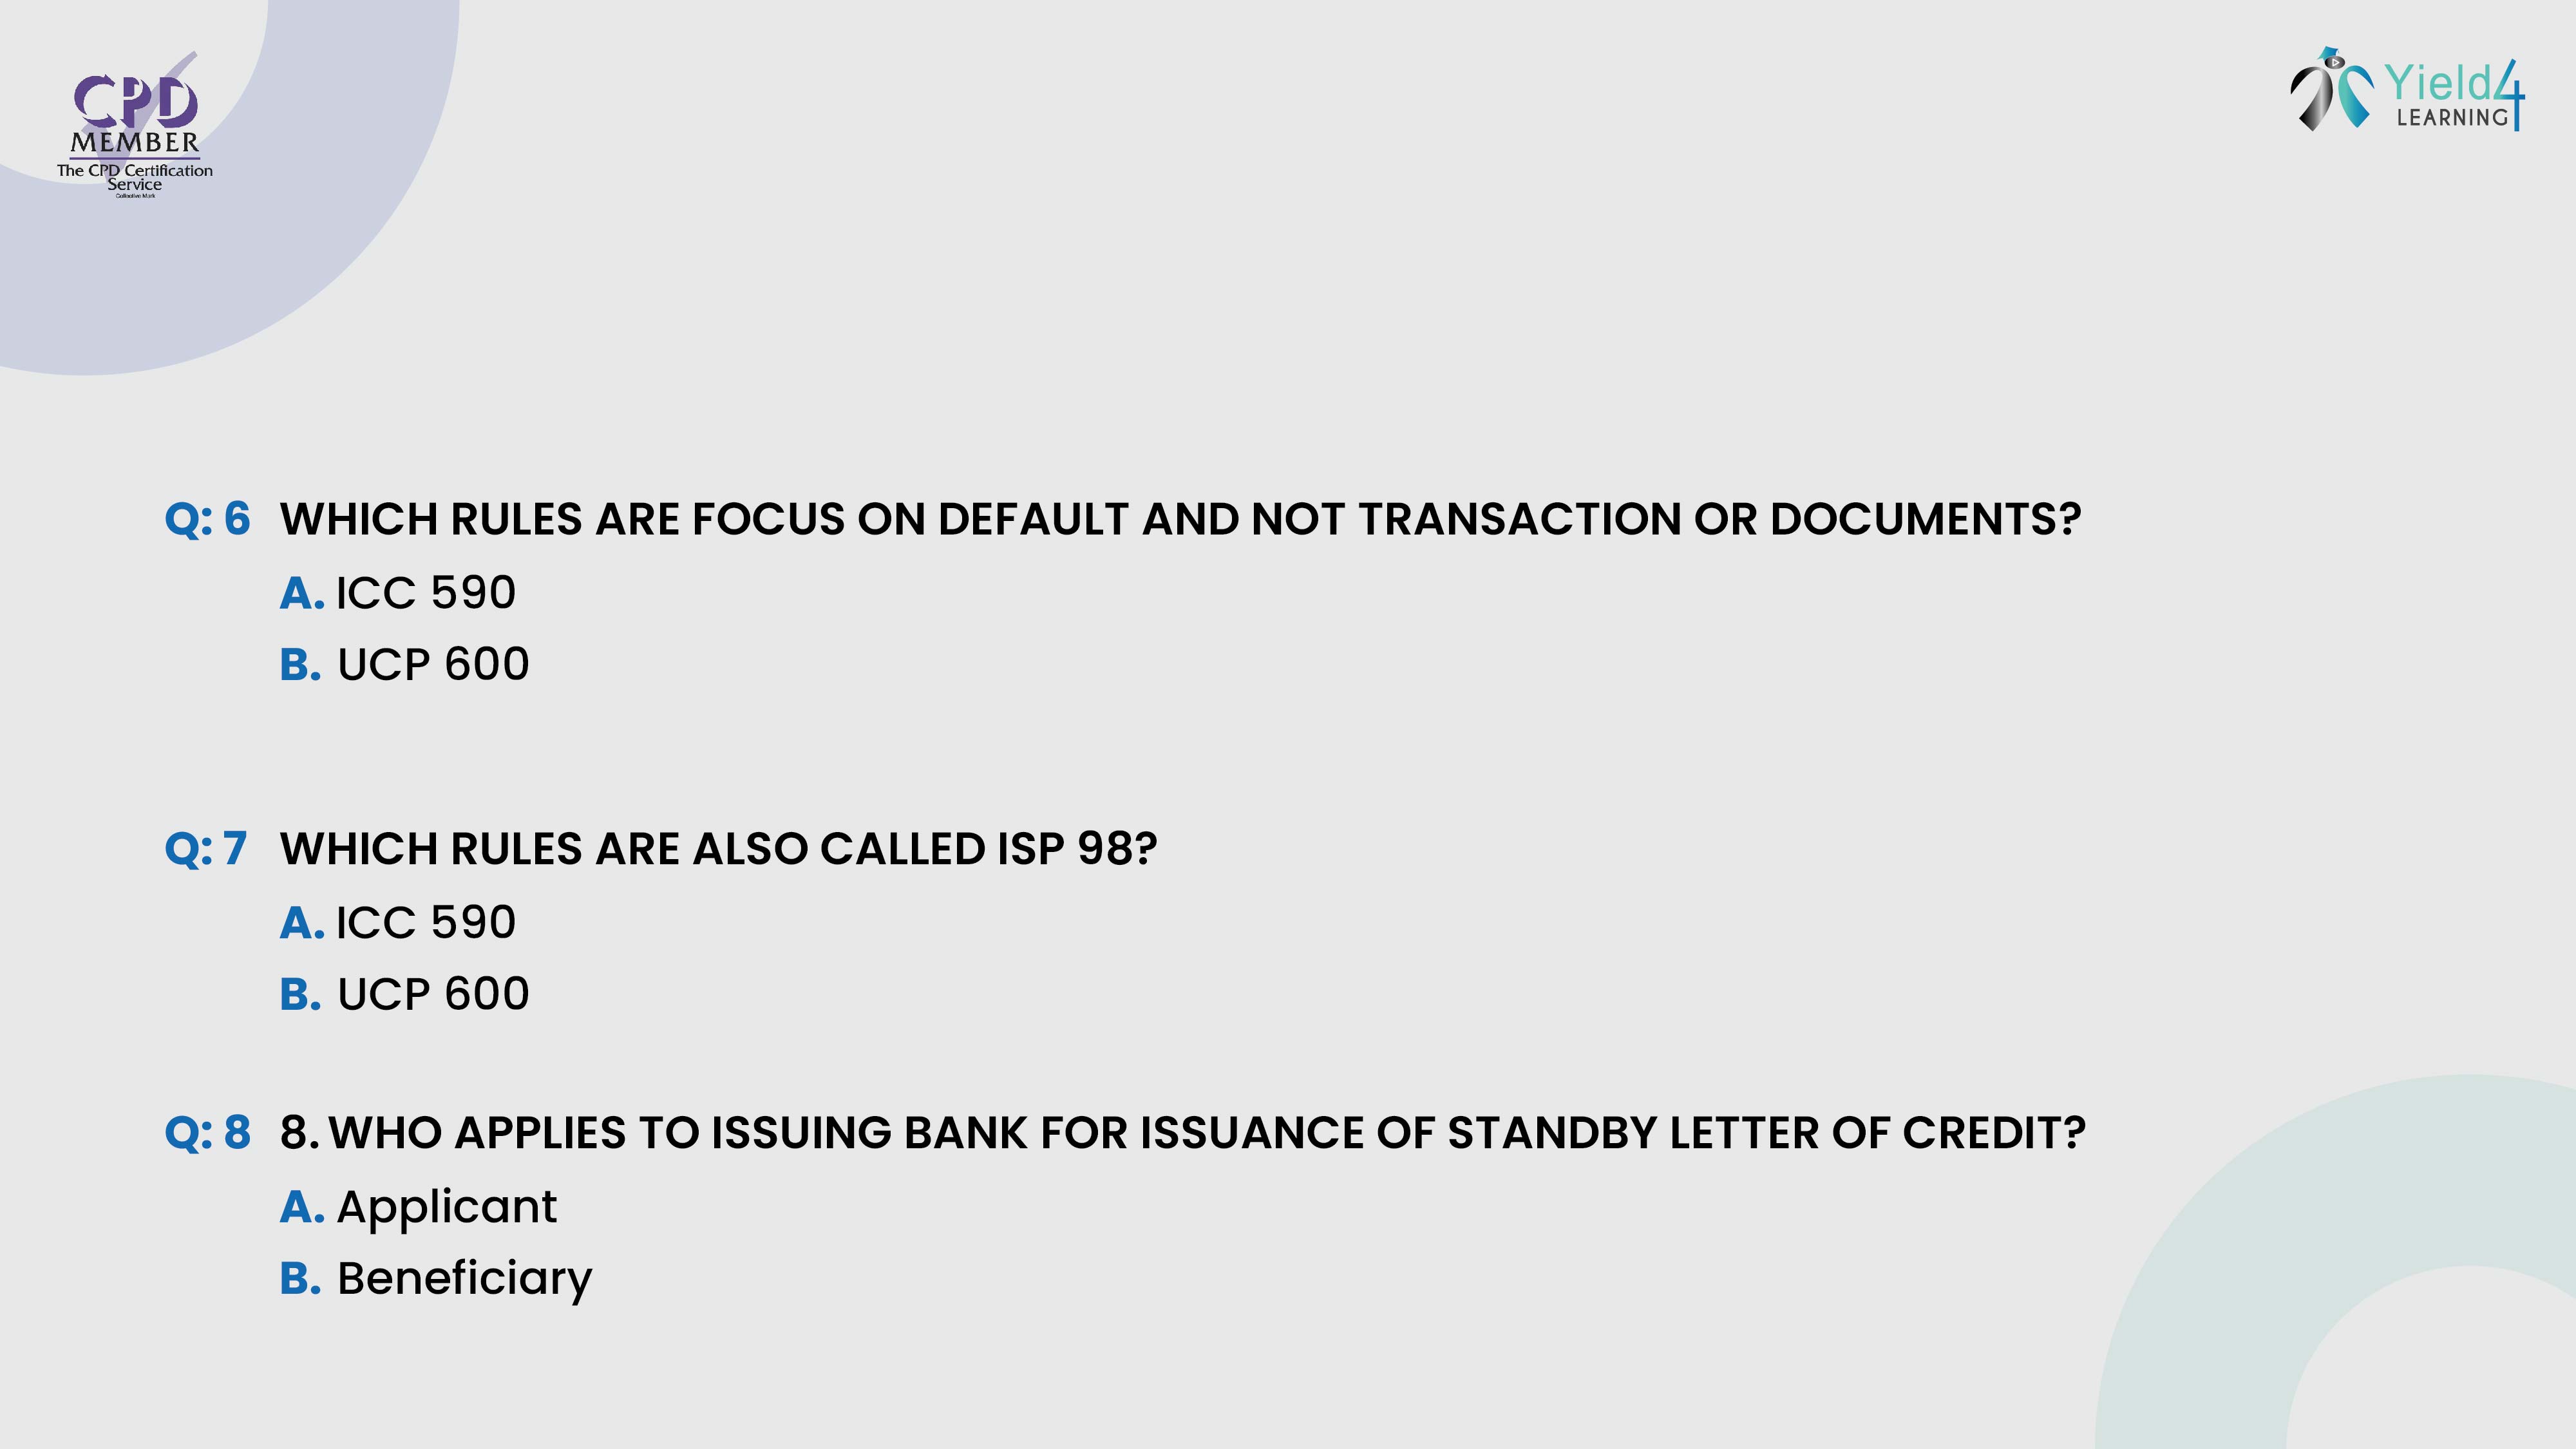 CPD
MEMBER
The CPD Certification
Service
Collective Mark
Yield4
LEARNING
Q: 6 WHICH RULES ARE FOCUS ON DEFAULT AND NOT TRANSACTION OR DOCUMENTS?
A. ICC 590
B. UCP 600
Q: 7 WHICH RULES ARE ALSO CALLED ISP 98?
A. ICC 590
B. UCP 600
Q: 8 8. WHO APPLIES TO ISSUING BANK FOR ISSUANCE OF STANDBY LETTER OF CREDIT?
A. Applicant
B. Beneficiary